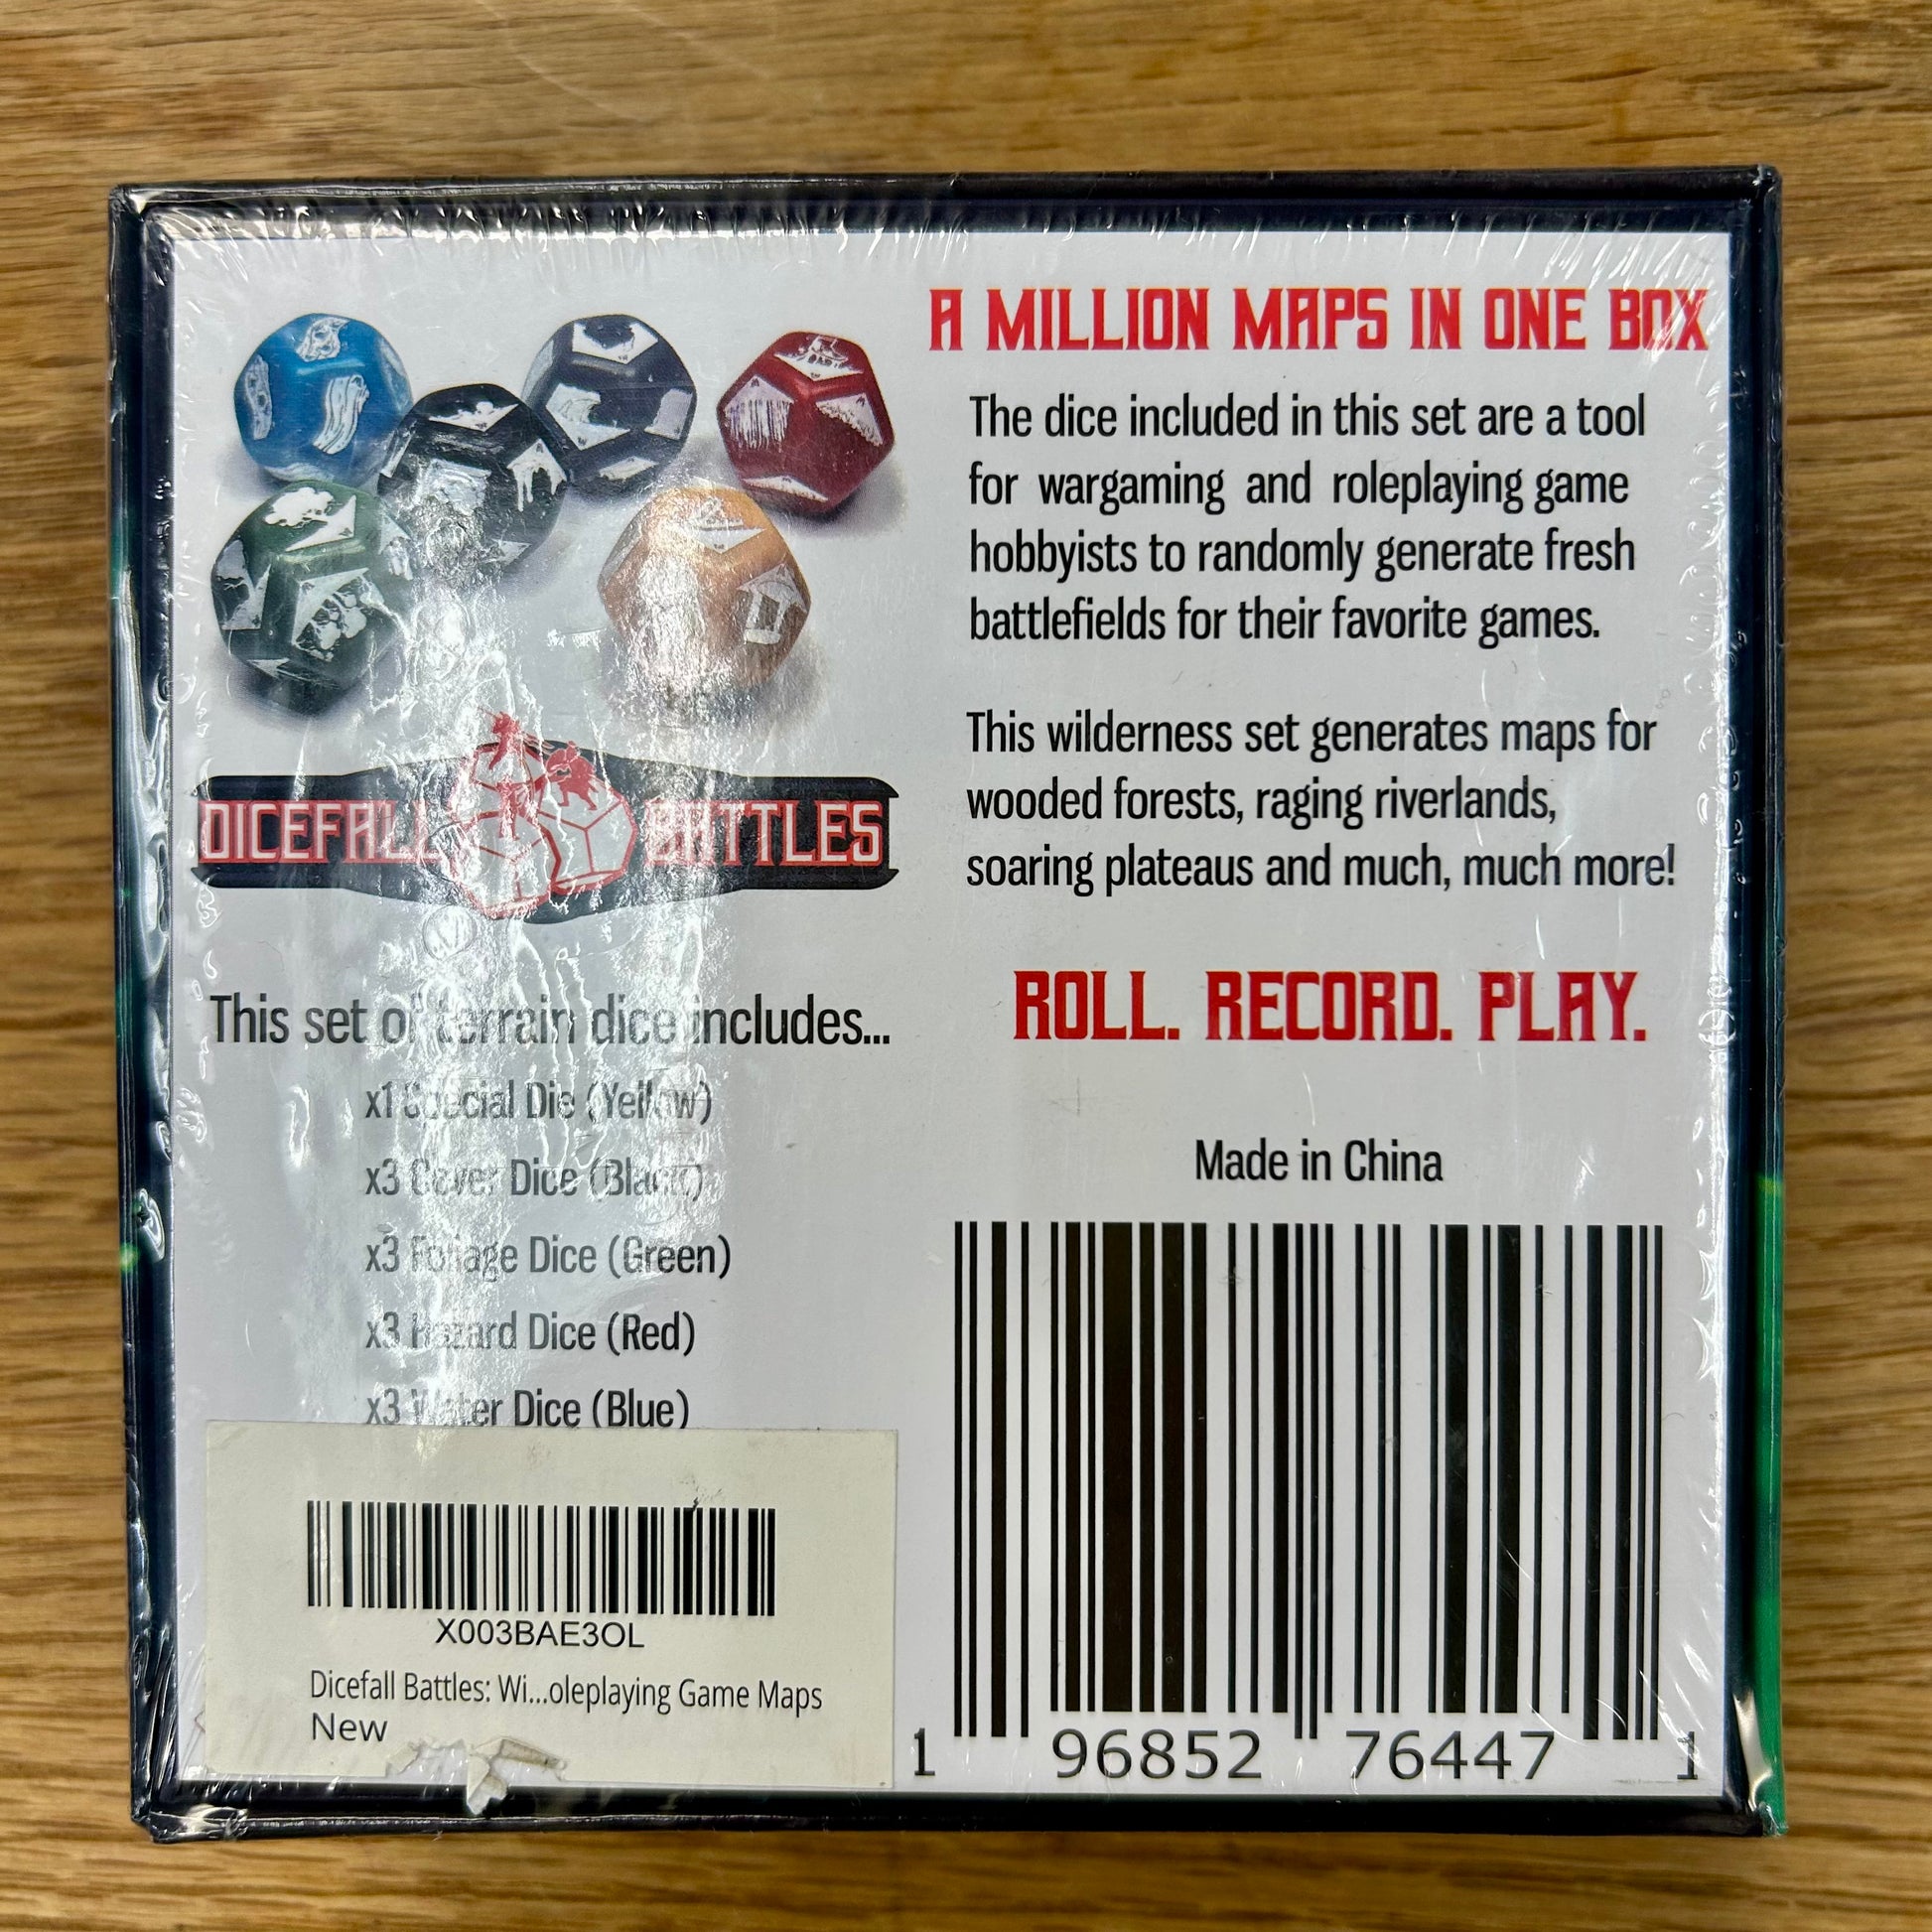 A MILLION MAPS IN ONE BOX
The dice included in this set are a tool
for wargaming and roleplaying game
hobbyists to randomly generate fresh
battlefields for their favorite games.
This wilderness set generates maps for
wooded forests, raging riverlands,
soaring plateaus and much, much more!
ROLL. RECORD. PLAY.
Made in China
1 96852 76447 1
DICEFALL BATTLES
This set of terrain dice includes...
x1 Special Die (Yellow)
x3 Cover Dice (Black)
x3 Foliage Dice (Green)
x3 Hazard Dice (Red)
x3 Water Dice (Blue)
X003BAE3OL
Dicefall Battles: Wi...oleplaying Game Maps
New